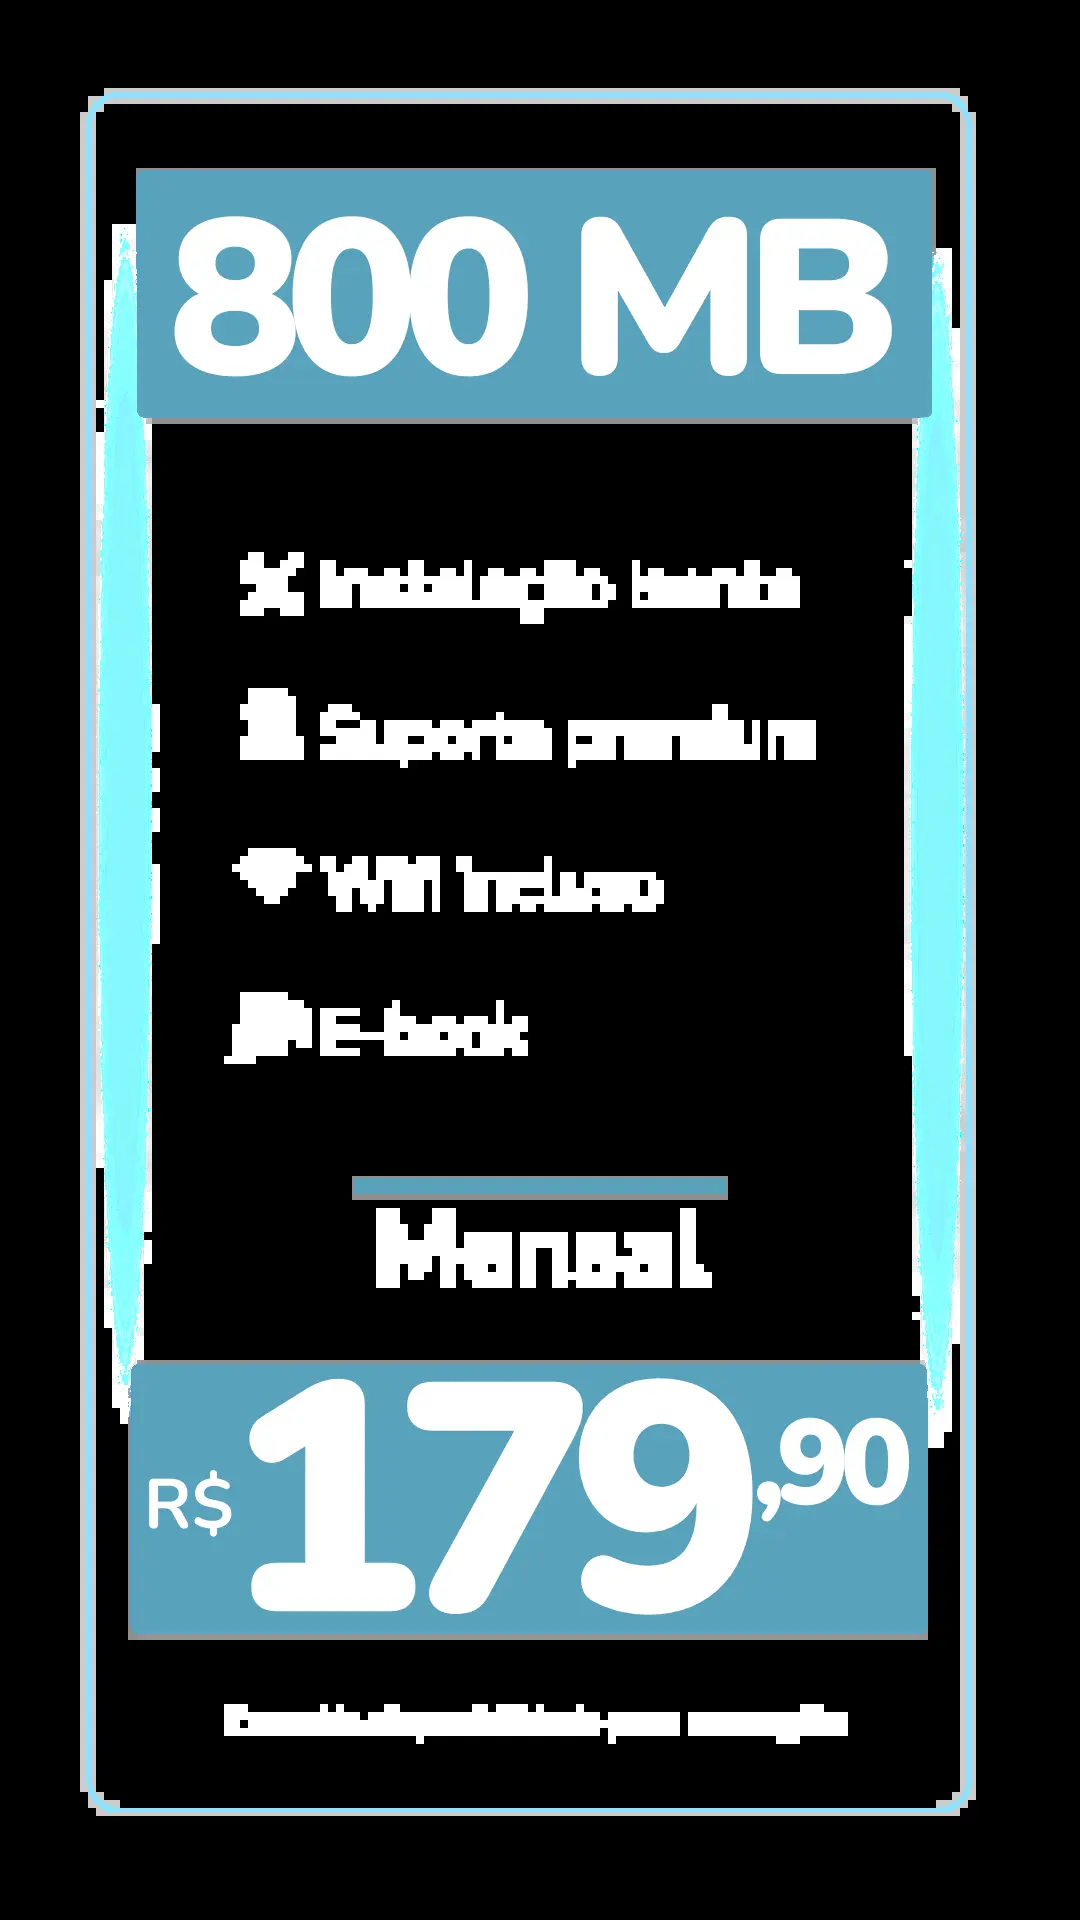 800 MB
Instalação isenta
Suporte premium
Wifi incluso
E-book
Mensal
R$ 179,90